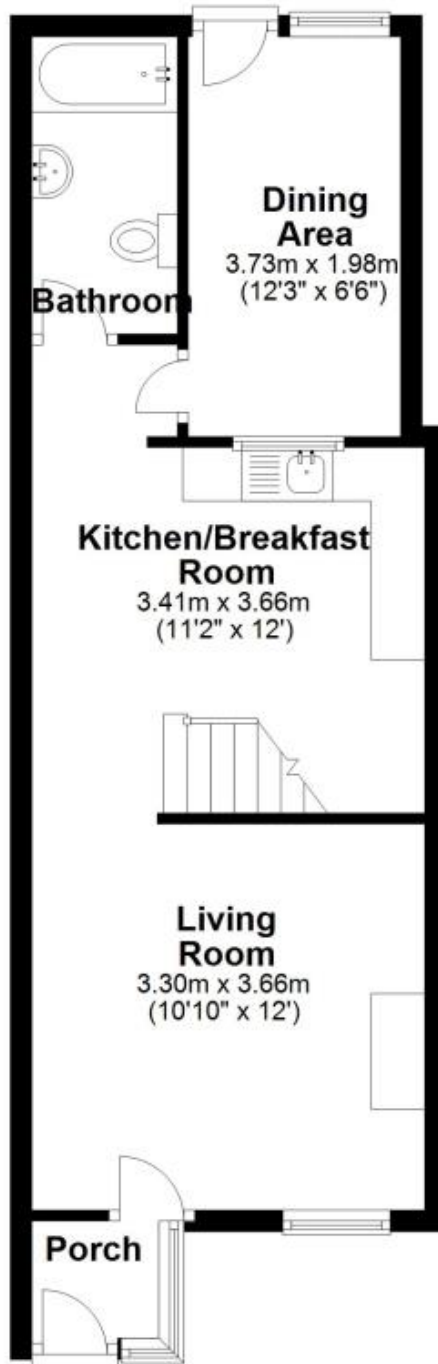 Dining
Area
3.73m x 1.98m
(12'3" x 6'6")
Bathroom
Kitchen/Breakfast
Room
3.41m x 3.66m
(11'2" x 12')
Living
Room
3.30m x 3.66m
(10'10" x 12')
Porch